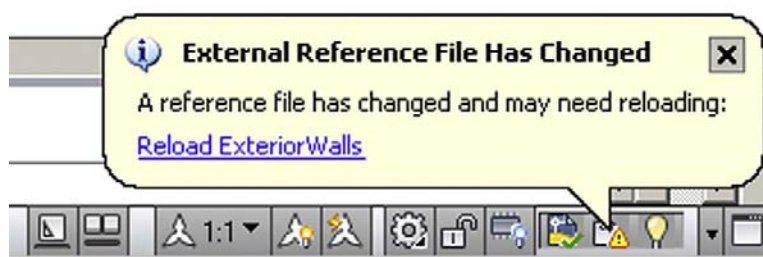 External Reference File Has Changed
A reference file has changed and may need reloading:
Reload ExteriorWalls
1:1